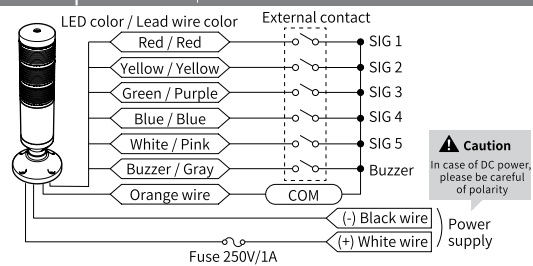 LED color / Lead wire color
External contact
Red / Red
SIG 1
Yellow / Yellow
SIG 2
Green / Purple
SIG 3
Blue / Blue
SIG 4
White / Pink
SIG 5
Buzzer / Gray
Buzzer
Orange wire
COM
Caution
In case of DC power,
please be careful
of polarity
(-) Black wire
(+) White wire
Power
supply
Fuse 250V/1A